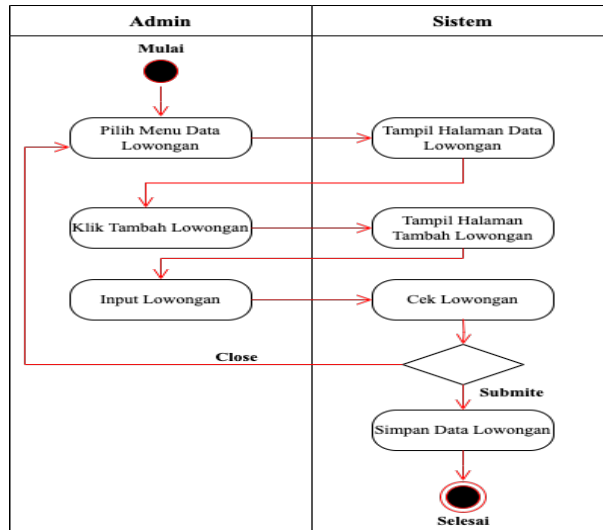 Admin
Sistem
Mulai
Pilih Menu Data
Lowongan
Tampil Halaman Data
Lowongan
Klik Tambah Lowongan
Tampil Halaman
Tambah Lowongan
Input Lowongan
Cek Lowongan
Close
Submite
Simpan Data Lowongan
Selesai